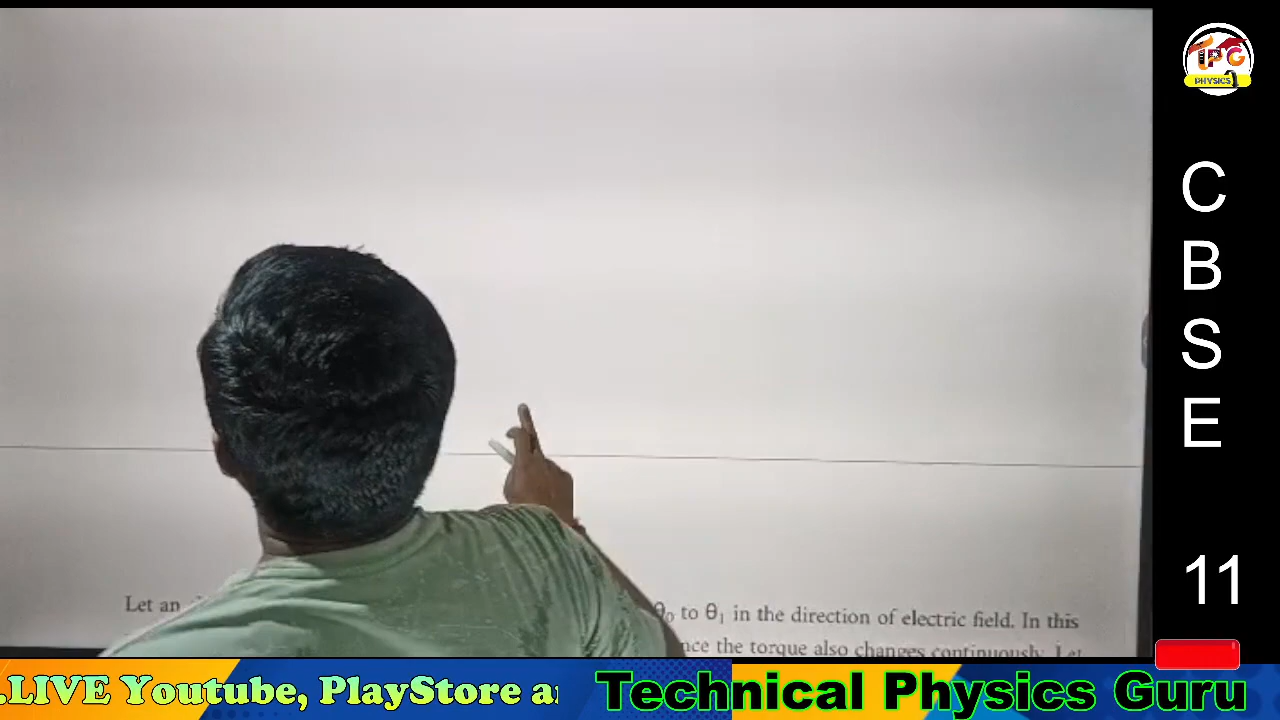 TPG
PHYSICS
C
B
S
E
11
Let an
θ₀ to θ₁ in the direction of electric field. In this
the torque also changes continuously. Let
.LIVE Youtube, PlayStore
Technical Physics Guru